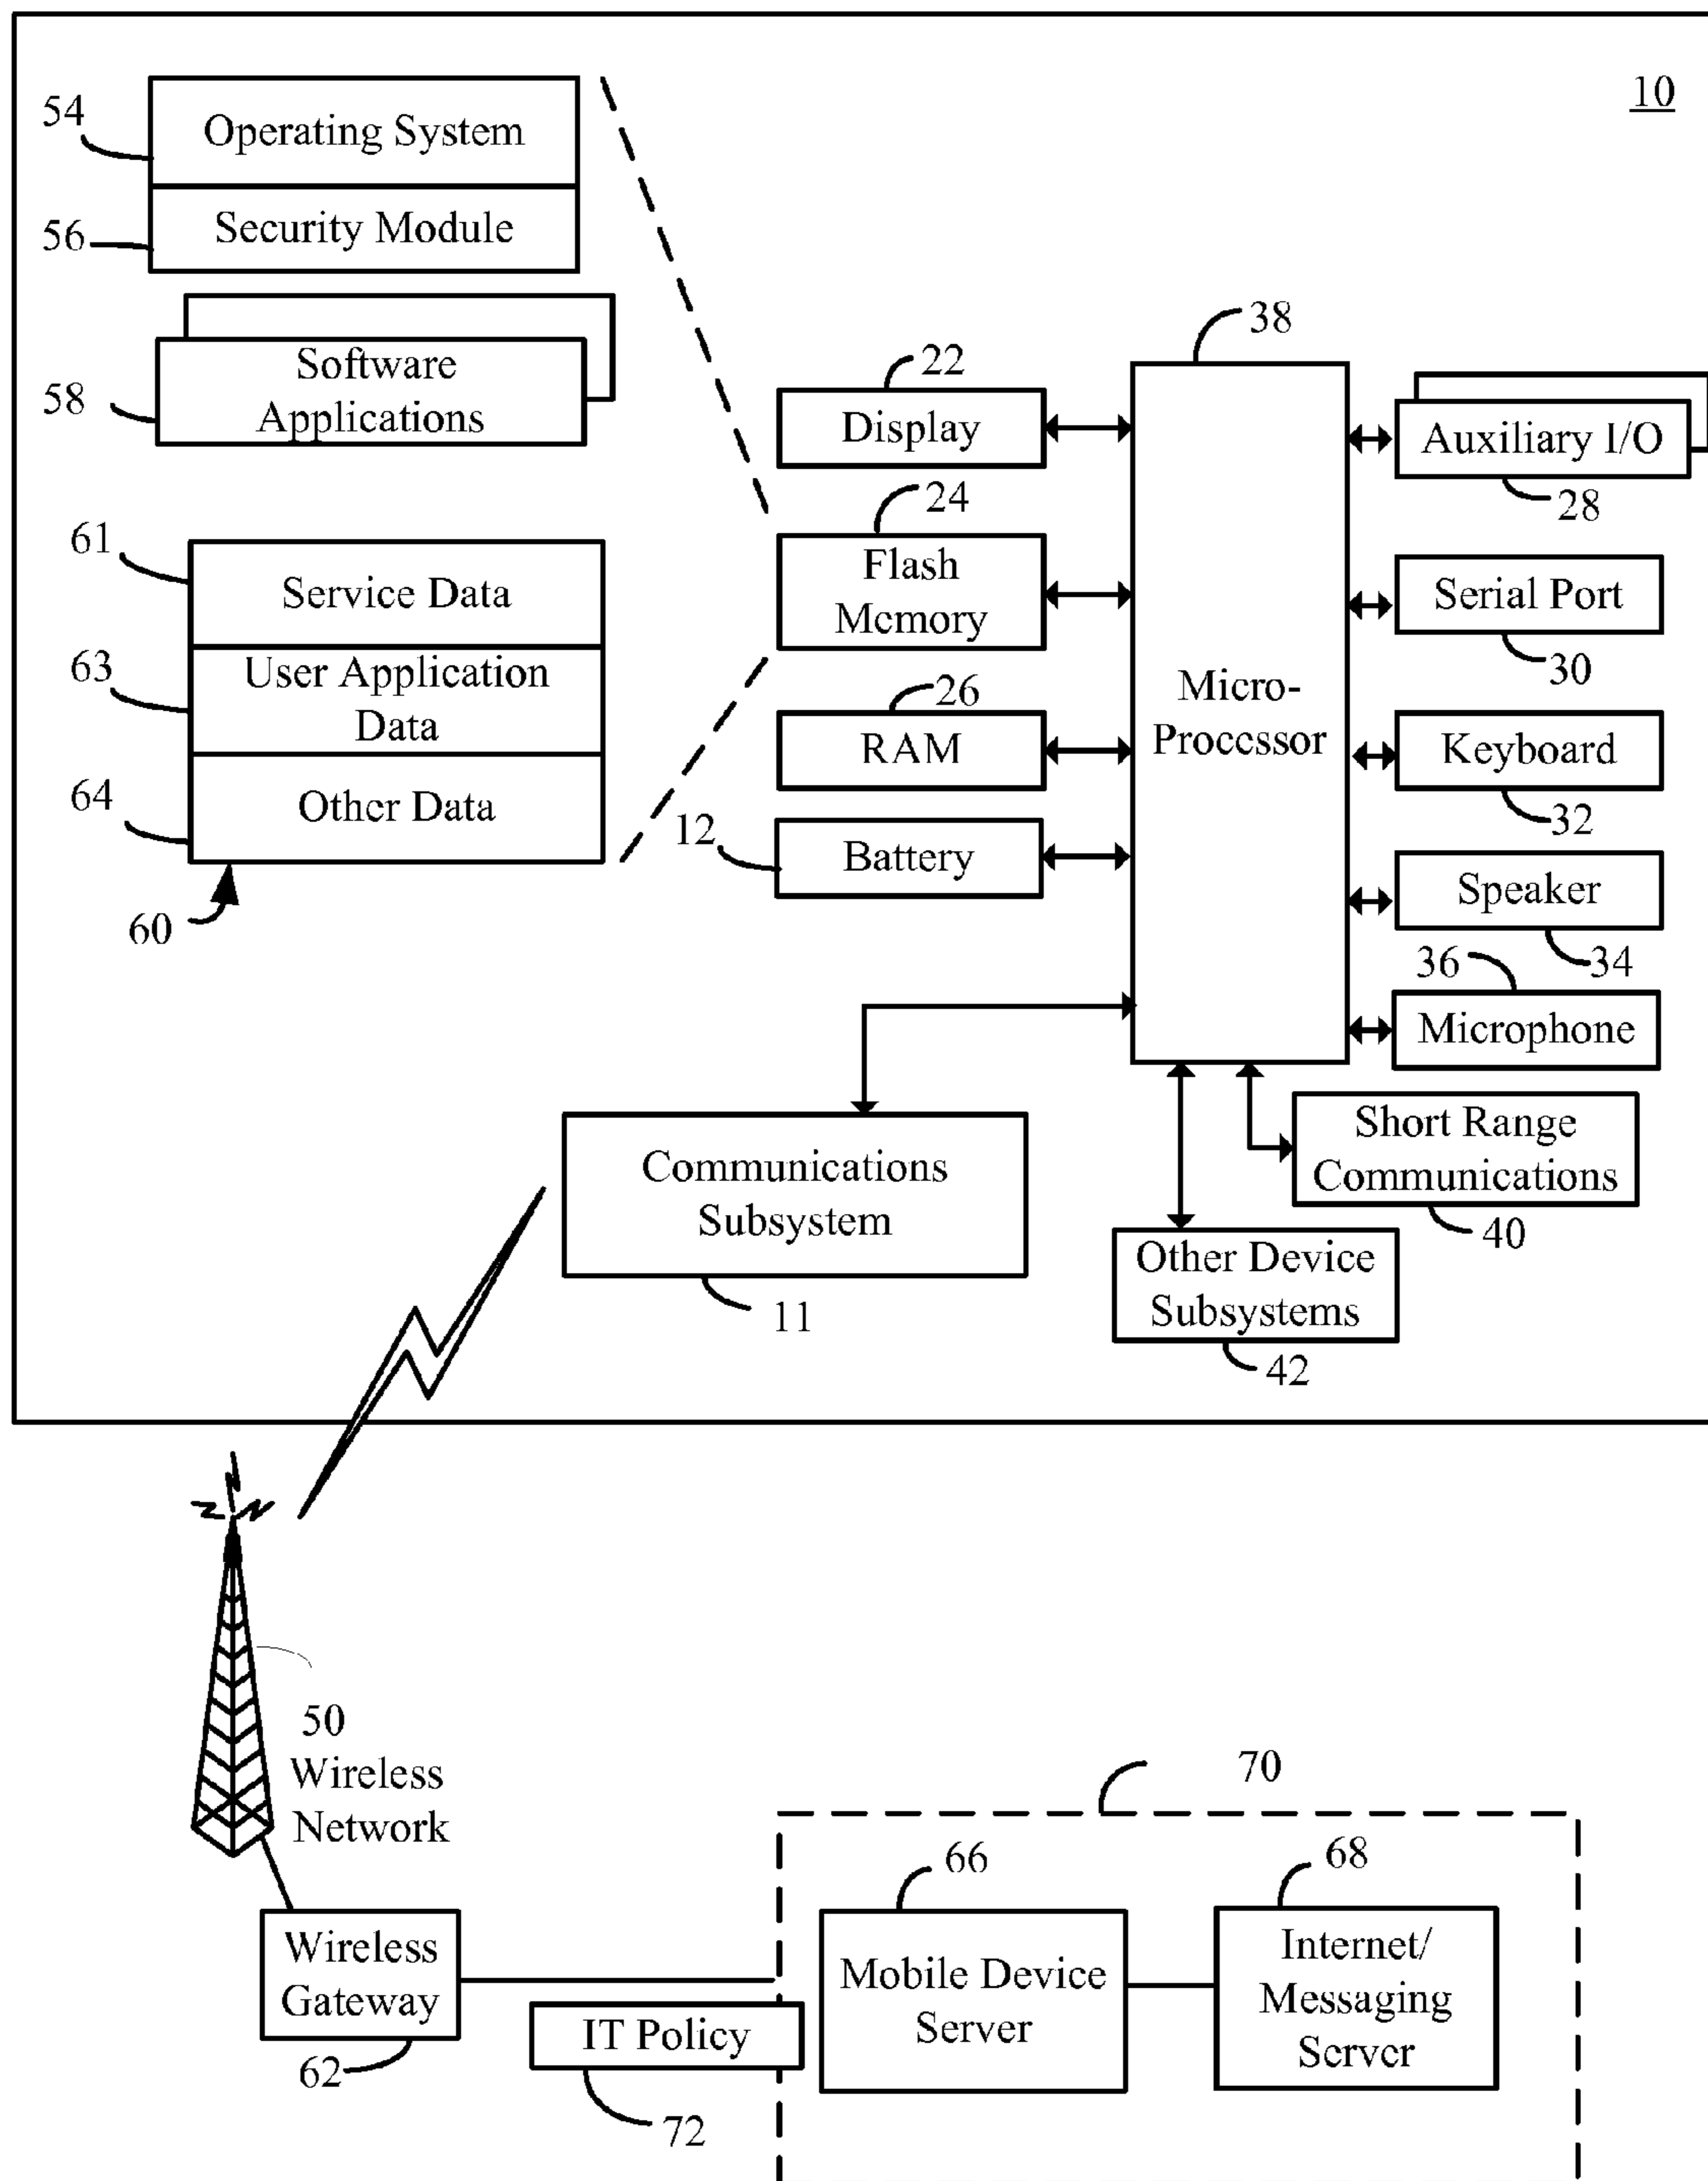 10
54
Operating System
56
Security Module
58
Software
Applications
61
Service Data
63
User Application
Data
64
Other Data
60
38
22
Display
24
Flash
Memory
26
RAM
12
Battery
Micro-
Processor
Auxiliary I/O
28
Serial Port
30
Keyboard
32
Speaker
34
36
Microphone
Short Range
Communications
40
Communications
Subsystem
11
Other Device
Subsystems
42
50
Wireless
Network
70
66
68
Wireless
Gateway
62
IT Policy
72
Mobile Device
Server
Internet/
Messaging
Server